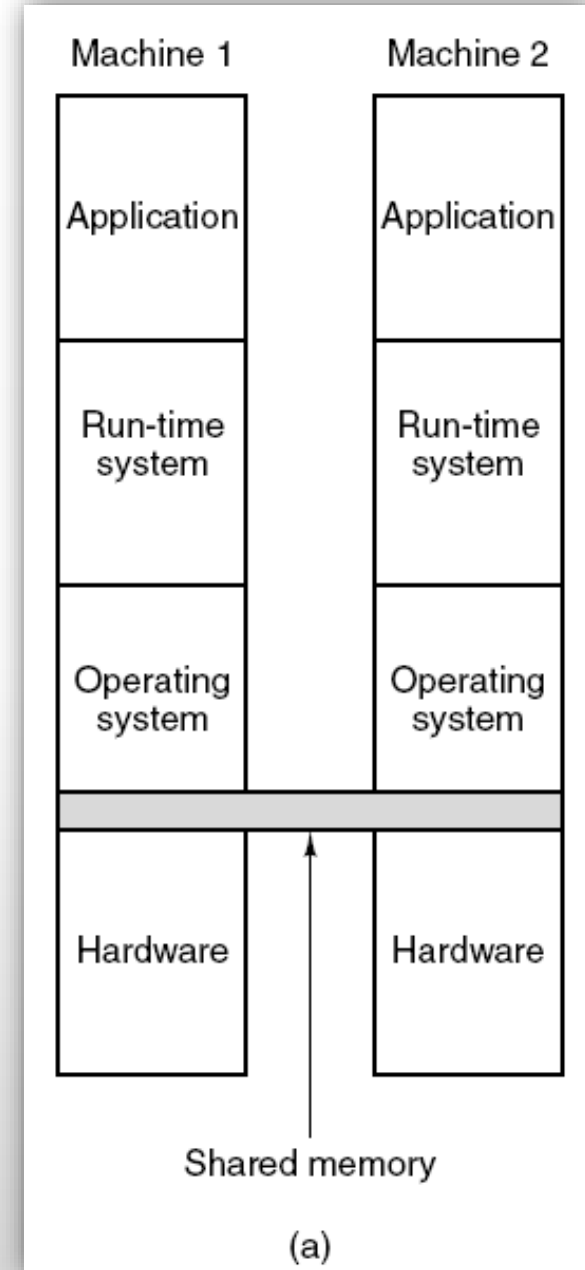 Machine 1
Machine 2
Application
Application
Run-time
system
Run-time
system
Operating
system
Operating
system
Hardware
Hardware
Shared memory
(a)